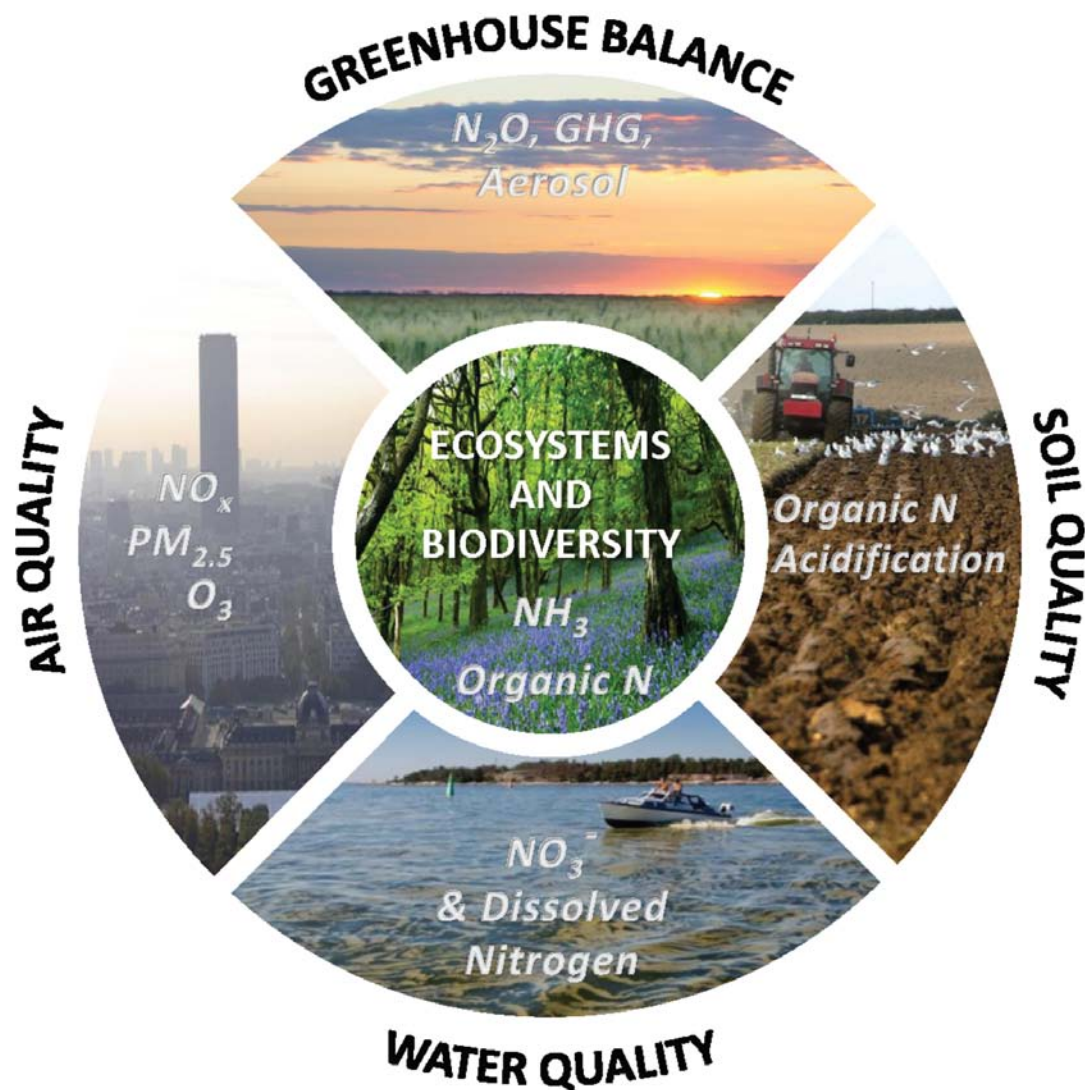 GREENHOUSE BALANCE
N₂O, GHG,
Aerosol
AIR QUALITY
NOₓ
PM₂.₅
O₃
ECOSYSTEMS
AND
BIODIVERSITY
NH₃
Organic N
SOIL QUALITY
Organic N
Acidification
NO₃⁻
& Dissolved
Nitrogen
WATER QUALITY